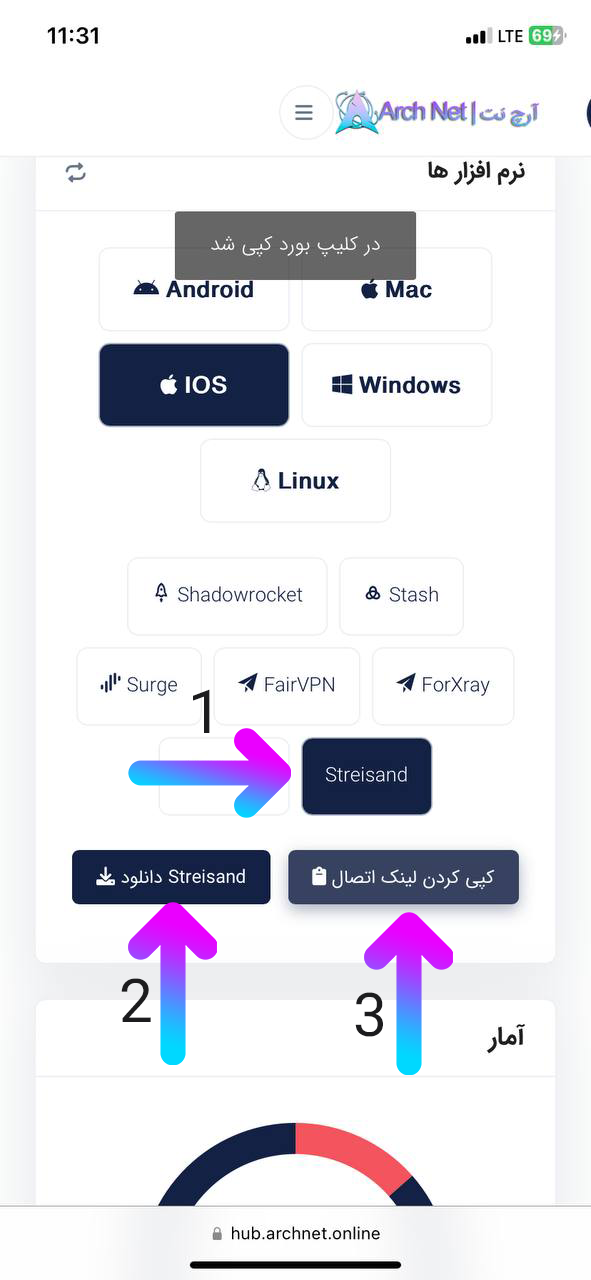 11:31
LTE 69
Arch Net | آرچ نت
نرم افزار ها
در کلیپ بورد کپی شد
Android
Mac
IOS
Windows
Linux
Shadowrocket
Stash
Surge
FairVPN
ForXray
1
Streisand
دانلود Streisand
کپی کردن لینک اتصال
2
3
آمار
hub.archnet.online